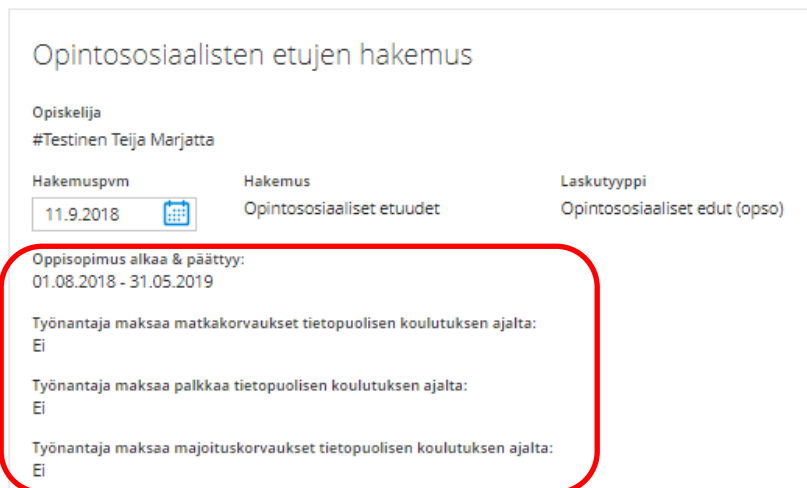 Opintososiaalisten etujen hakemus
Opiskelija
#Testinen Teija Marjatta
Hakemuspvm Hakemus Laskutyyppi
11.9.2018 Opintososiaaliset etuudet Opintososiaaliset edut (opso)
Oppisopimus alkaa & päättyy:
01.08.2018 - 31.05.2019
Työnantaja maksaa matkakorvaukset tietopuolisen koulutuksen ajalta:
Ei
Työnantaja maksaa palkkaa tietopuolisen koulutuksen ajalta:
Ei
Työnantaja maksaa majoituskorvaukset tietopuolisen koulutuksen ajalta:
Ei